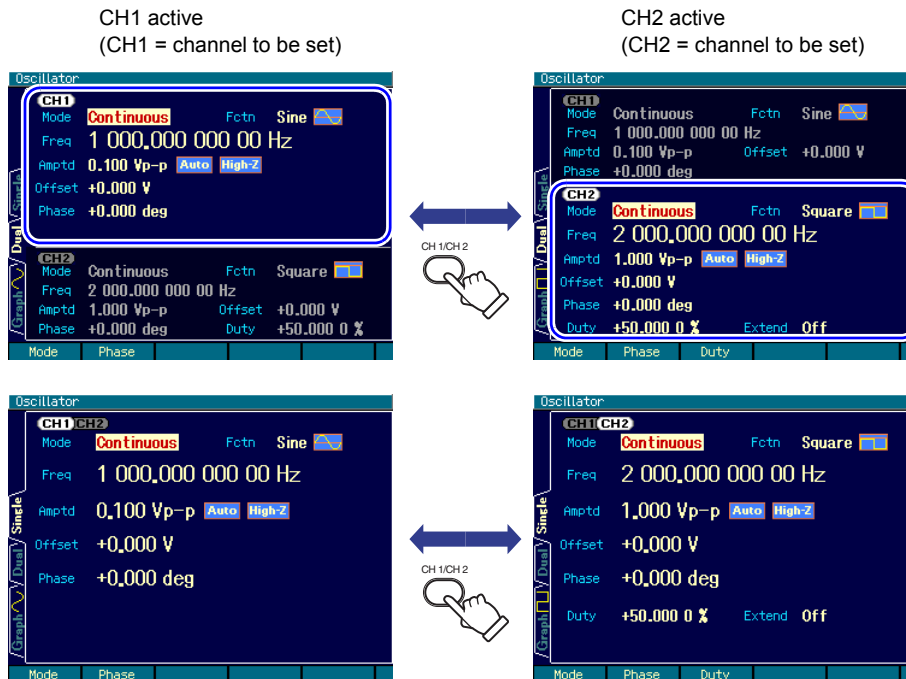 CH1 active
(CH1 = channel to be set)
CH2 active
(CH2 = channel to be set)
Oscillator
CH1
Mode Continuous Fctn Sine
Freq 1 000.000 000 00 Hz
Amptd 0.100 Vp-p Auto High-Z
Offset +0.000 V
Phase +0.000 deg
CH2
Mode Continuous Fctn Square
Freq 2 000.000 000 00 Hz
Amptd 1.000 Vp-p Offset +0.000 V
Phase +0.000 deg Duty +50.000 0 %
Single
Dual
Graph
Mode Phase
CH 1/CH 2
Oscillator
CH1
Mode Continuous Fctn Sine
Freq 1 000.000 000 00 Hz
Amptd 0.100 Vp-p Offset +0.000 V
Phase +0.000 deg
CH2
Mode Continuous Fctn Square
Freq 2 000.000 000 00 Hz
Amptd 1.000 Vp-p Auto High-Z
Offset +0.000 V
Phase +0.000 deg
Duty +50.000 0 % Extend Off
Single
Dual
Graph
Mode Phase Duty
Oscillator
CH1 CH2
Mode Continuous Fctn Sine
Freq 1 000.000 000 00 Hz
Amptd 0.100 Vp-p Auto High-Z
Offset +0.000 V
Phase +0.000 deg
Single
Dual
Graph
Mode Phase
CH 1/CH 2
Oscillator
CH1 CH2
Mode Continuous Fctn Square
Freq 2 000.000 000 00 Hz
Amptd 1.000 Vp-p Auto High-Z
Offset +0.000 V
Phase +0.000 deg
Duty +50.000 0 % Extend Off
Single
Dual
Graph
Mode Phase Duty